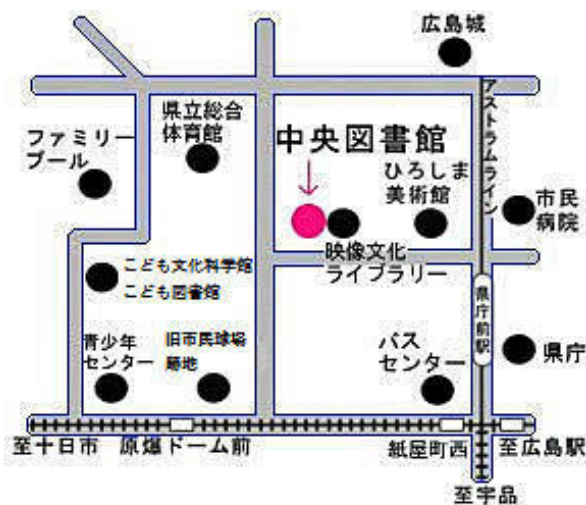 広島城
アストラムライン
県立総合
体育館
中央図書館
ファミリー
プール
ひろしま
美術館
市民
病院
映像文化
ライブラリー
こども文化科学館
こども図書館
県庁前駅
青少年
センター
旧市民球場
跡地
バス
センター
県庁
至十日市
原爆ドーム前
紙屋町西
至広島駅
至宇品